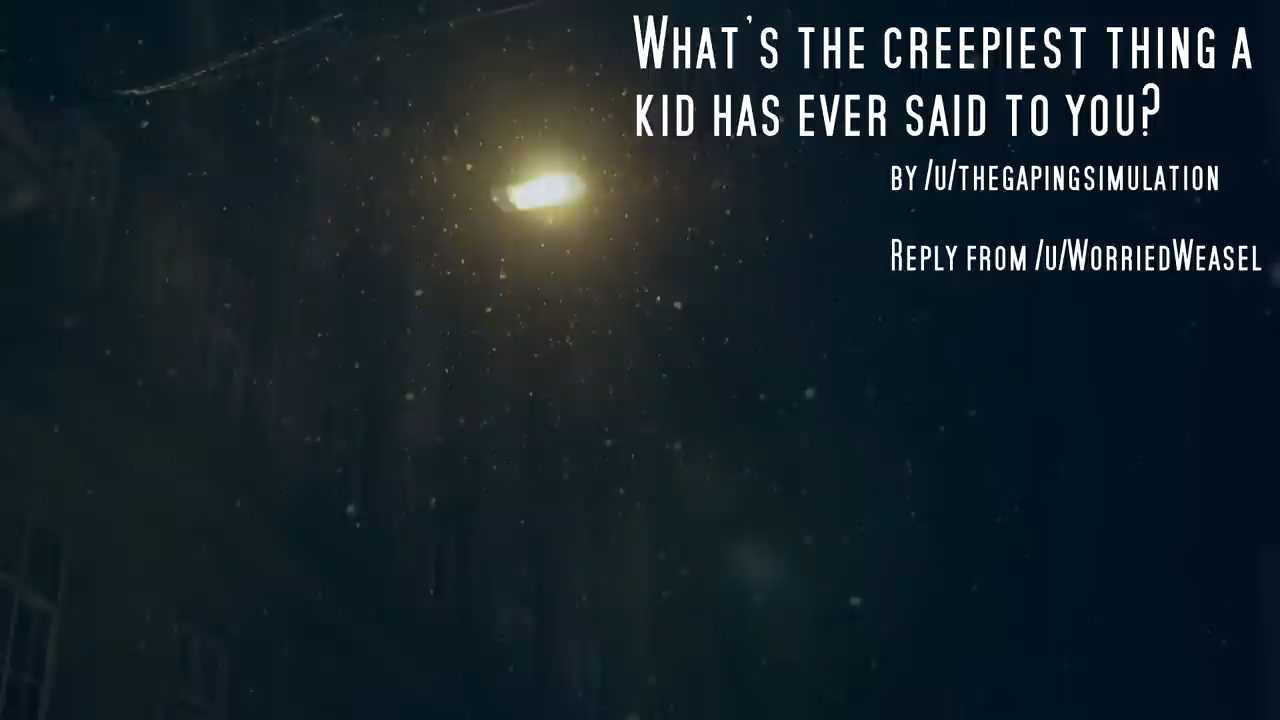 What's the creepiest thing a
kid has ever said to you?
by /u/thegapingsimulation
Reply from /u/WorriedWeasel